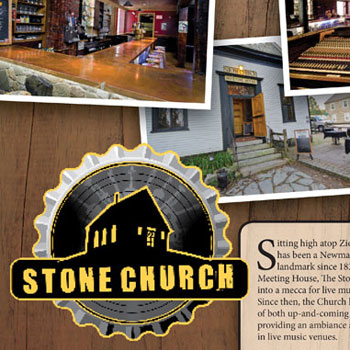 STONE CHURCH
Sitting high atop
has been a Newma
landmark since 18
Meeting House, The Sto
into a mecca for live mu
Since then, the Church
of both up-and-coming
providing an ambiance
in live music venues.